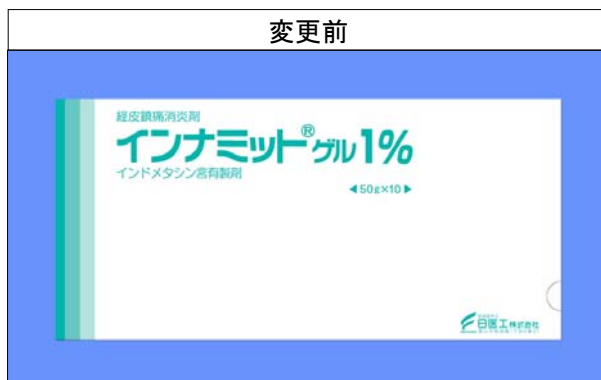 変更前
経皮鎮痛消炎剤
インナミット®ゲル1%
インドメタシン含有製剤
◀50g×10▶
日医工株式会社